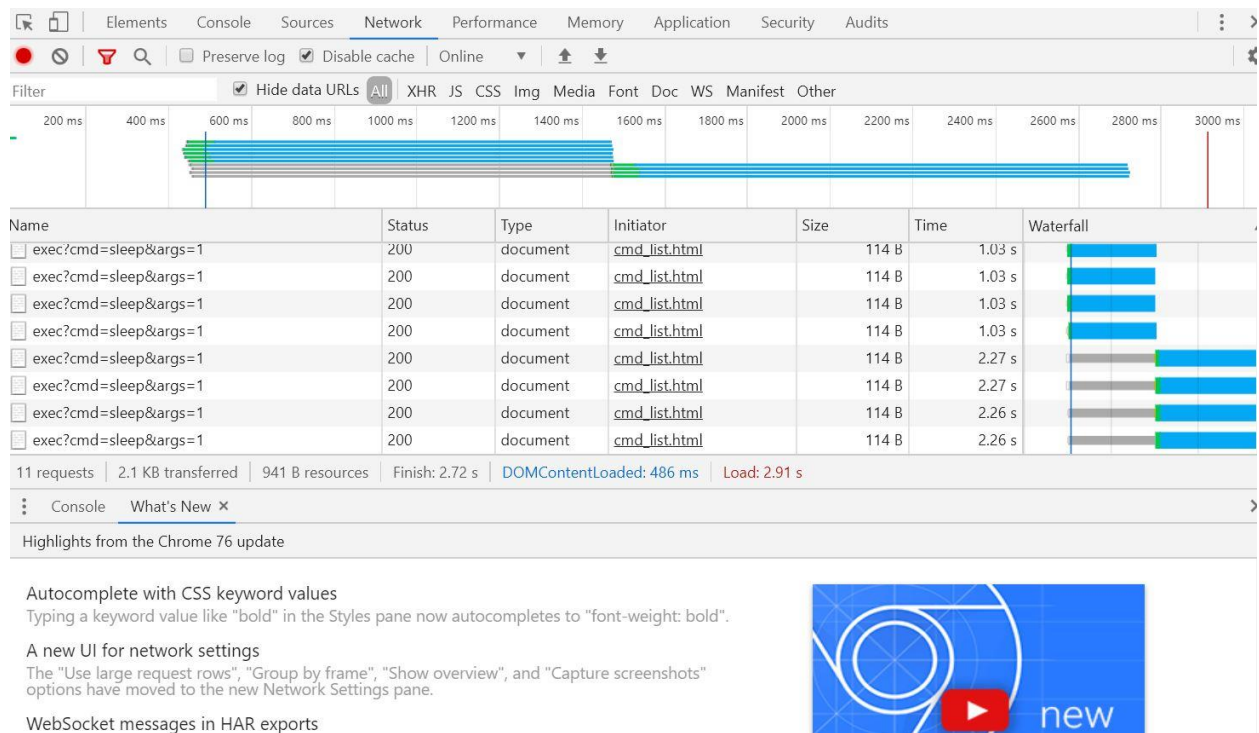 Elements Console Sources Network Performance Memory Application Security Audits
Preserve log Disable cache Online
Filter Hide data URLs All XHR JS CSS Img Media Font Doc WS Manifest Other
200 ms 400 ms 600 ms 800 ms 1000 ms 1200 ms 1400 ms 1600 ms 1800 ms 2000 ms 2200 ms 2400 ms 2600 ms 2800 ms 3000 ms
Name Status Type Initiator Size Time Waterfall
exec?cmd=sleep&args=1 200 document cmd_list.html 114 B 1.03 s
exec?cmd=sleep&args=1 200 document cmd_list.html 114 B 1.03 s
exec?cmd=sleep&args=1 200 document cmd_list.html 114 B 1.03 s
exec?cmd=sleep&args=1 200 document cmd_list.html 114 B 1.03 s
exec?cmd=sleep&args=1 200 document cmd_list.html 114 B 2.27 s
exec?cmd=sleep&args=1 200 document cmd_list.html 114 B 2.27 s
exec?cmd=sleep&args=1 200 document cmd_list.html 114 B 2.26 s
exec?cmd=sleep&args=1 200 document cmd_list.html 114 B 2.26 s
11 requests 2.1 KB transferred 941 B resources Finish: 2.72 s DOMContentLoaded: 486 ms Load: 2.91 s
Console What's New ×
Highlights from the Chrome 76 update
Autocomplete with CSS keyword values
Typing a keyword value like "bold" in the Styles pane now autocompletes to "font-weight: bold".
A new UI for network settings
The "Use large request rows", "Group by frame", "Show overview", and "Capture screenshots"
options have moved to the new Network Settings pane.
WebSocket messages in HAR exports
new